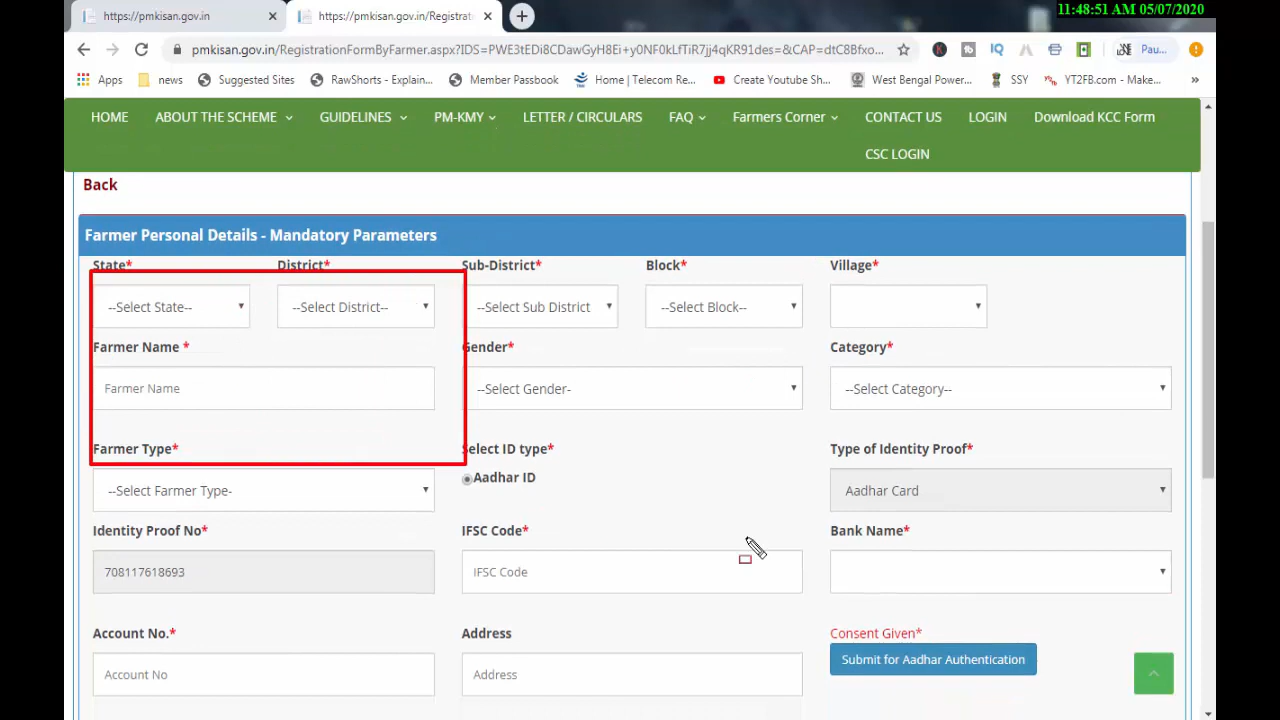 11:48:51 AM 05/07/2020
https://pmkisan.gov.in
https://pmkisan.gov.in/Registrat
pmkisan.gov.in/RegistrationFormByFarmer.aspx?IDS=PWE3tEDi8CDawGyH8Ei+y0NF0kLfTiR7jj4qKR91des=&CAP=dtC8Bfxo...
Pau...
Apps
news
Suggested Sites
RawShorts - Explain...
Member Passbook
Home | Telecom Re...
Create Youtube Sh...
West Bengal Power...
SSY
YT2FB.com - Make...
»
HOME
ABOUT THE SCHEME
GUIDELINES
PM-KMY
LETTER / CIRCULARS
FAQ
Farmers Corner
CONTACT US
LOGIN
Download KCC Form
CSC LOGIN
Back
Farmer Personal Details - Mandatory Parameters
State*
District*
Sub-District*
Block*
Village*
--Select State--
--Select District--
--Select Sub District
--Select Block--
Farmer Name *
Gender*
Category*
Farmer Name
--Select Gender-
--Select Category--
Farmer Type*
Select ID type*
Type of Identity Proof*
Aadhar ID
--Select Farmer Type-
Aadhar Card
Identity Proof No*
IFSC Code*
Bank Name*
708117618693
IFSC Code
Account No.*
Address
Consent Given*
Account No
Address
Submit for Aadhar Authentication